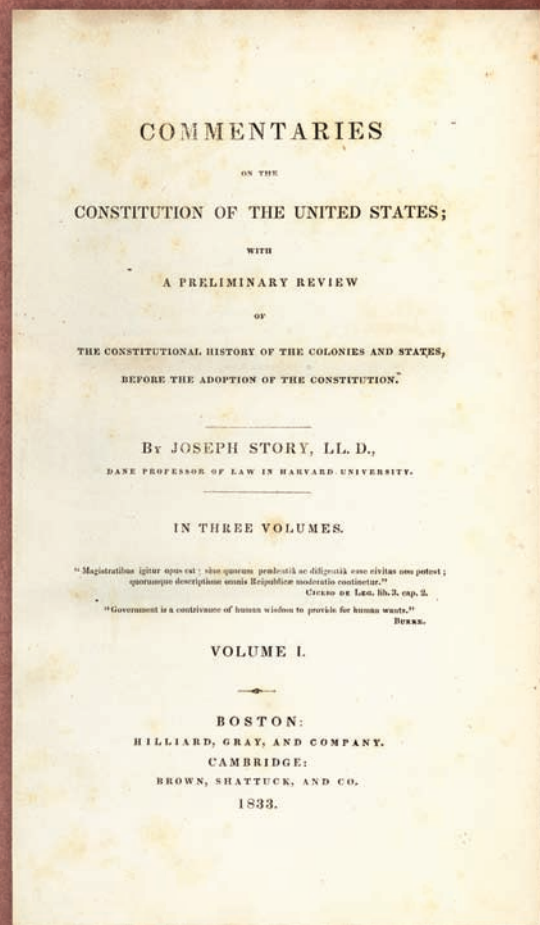 COMMENTARIES
ON THE
CONSTITUTION OF THE UNITED STATES;
WITH
A PRELIMINARY REVIEW
OF
THE CONSTITUTIONAL HISTORY OF THE COLONIES AND STATES,
BEFORE THE ADOPTION OF THE CONSTITUTION.
By JOSEPH STORY, LL. D.,
DANE PROFESSOR OF LAW IN HARVARD UNIVERSITY.
IN THREE VOLUMES.
"Magistratibus igitur opus est; sine quorum prudentiâ ac diligentiâ esse civitas non potest;
quorumque descriptione omnis Reipublicæ moderatio continetur."
CICERO DE LEG. lib. 3. cap. 2.
"Government is a contrivance of human wisdom to provide for human wants."
BURKE.
VOLUME I.
BOSTON:
HILLIARD, GRAY, AND COMPANY.
CAMBRIDGE:
BROWN, SHATTUCK, AND CO.
1833.